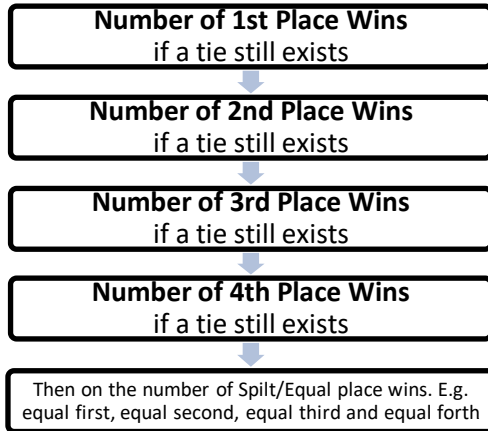 Number of 1st Place Wins
if a tie still exists
Number of 2nd Place Wins
if a tie still exists
Number of 3rd Place Wins
if a tie still exists
Number of 4th Place Wins
if a tie still exists
Then on the number of Spilt/Equal place wins. E.g.
equal first, equal second, equal third and equal forth